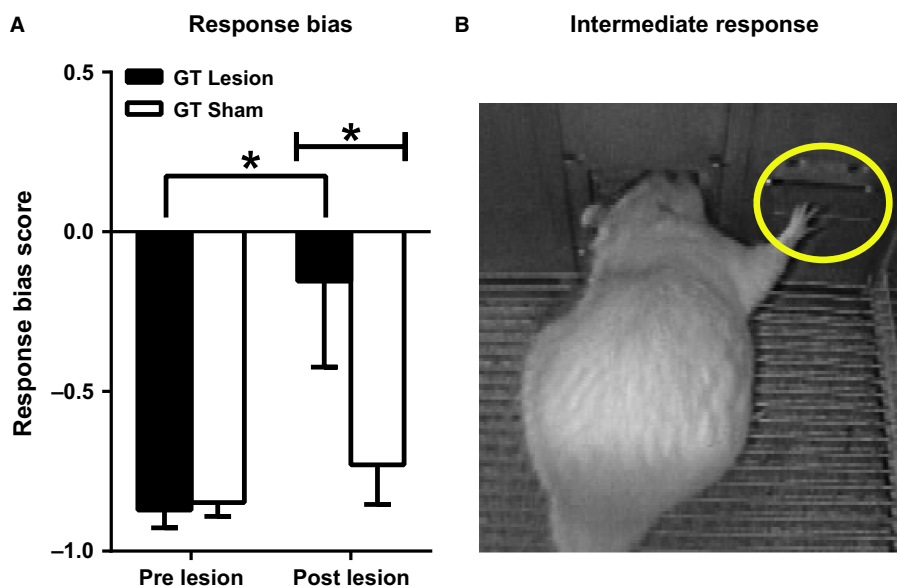 A
Response bias
B
Intermediate response
GT Lesion
GT Sham
*
*
0.5
0.0
−0.5
−1.0
Response bias score
Pre lesion
Post lesion